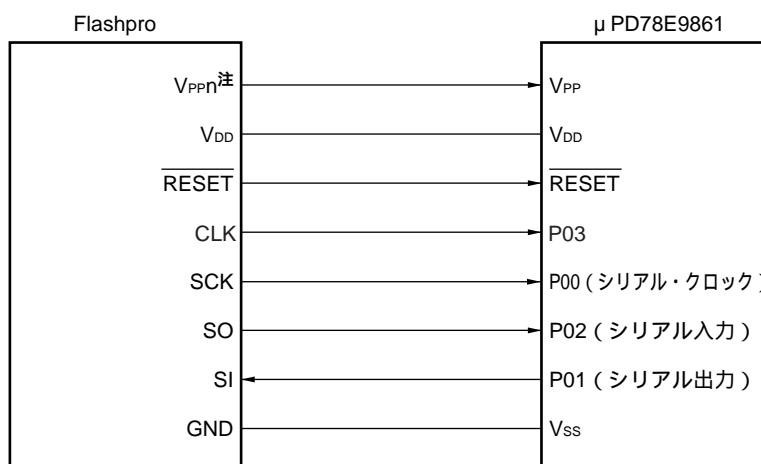 Flashpro μ PD78E9861
VPPn注 VPP
VDD VDD
RESET RESET
CLK P03
SCK P00（シリアル・クロック）
SO P02（シリアル入力）
SI P01（シリアル出力）
GND VSS